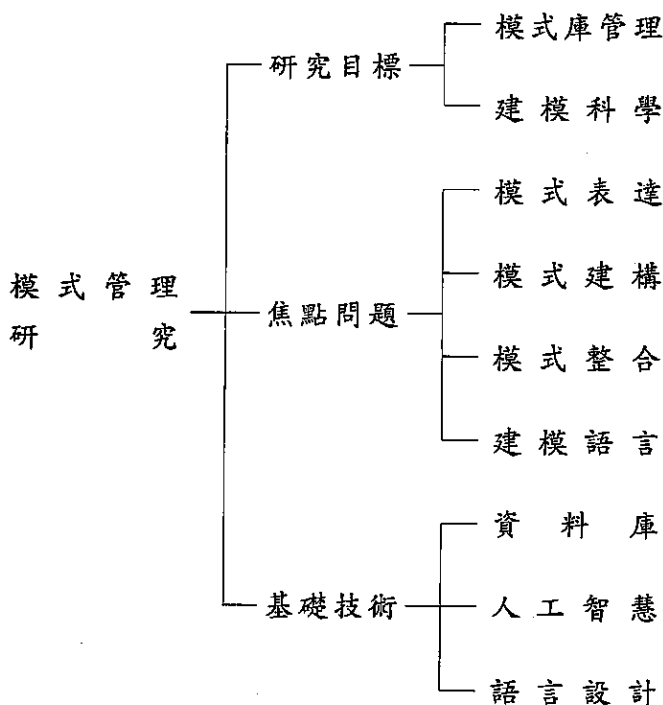 模式管理
研究
研究目標
模式庫管理
建模科學
焦點問題
模式表達
模式建構
模式整合
建模語言
基礎技術
資料庫
人工智慧
語言設計